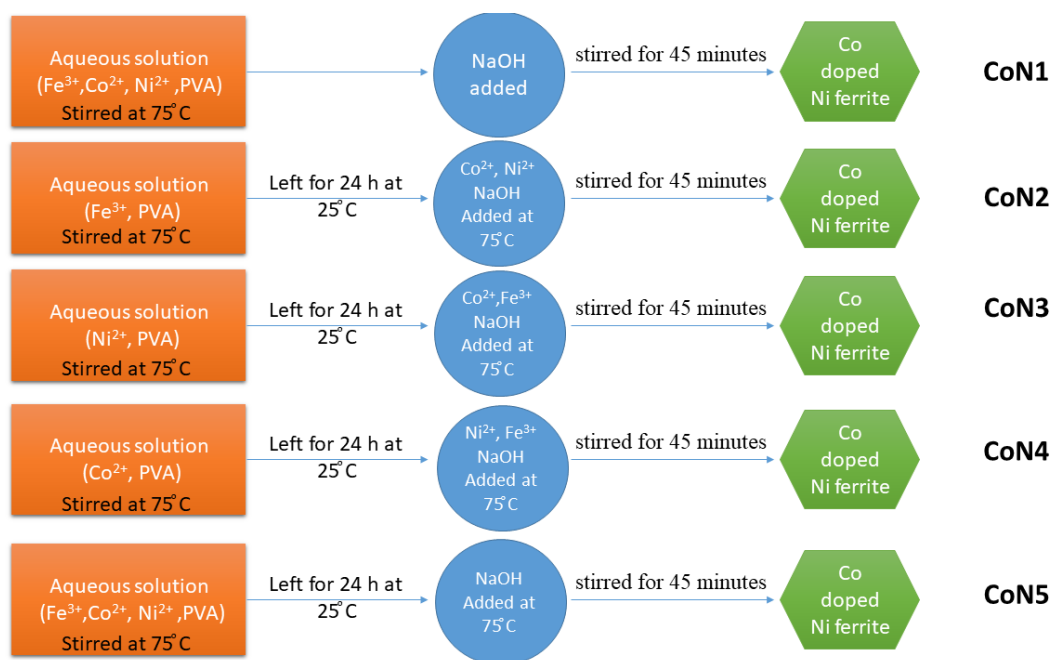 Aqueous solution
(Fe³⁺,Co²⁺, Ni²⁺ ,PVA)
Stirred at 75°C
NaOH
added
stirred for 45 minutes
Co
doped
Ni ferrite
CoN1
Aqueous solution
(Fe³⁺, PVA)
Stirred at 75°C
Left for 24 h at
25°C
Co²⁺, Ni²⁺
NaOH
Added at
75°C
stirred for 45 minutes
Co
doped
Ni ferrite
CoN2
Aqueous solution
(Ni²⁺, PVA)
Stirred at 75°C
Left for 24 h at
25°C
Co²⁺,Fe³⁺
NaOH
Added at
75°C
stirred for 45 minutes
Co
doped
Ni ferrite
CoN3
Aqueous solution
(Co²⁺, PVA)
Stirred at 75°C
Left for 24 h at
25°C
Ni²⁺, Fe³⁺
NaOH
Added at
75°C
stirred for 45 minutes
Co
doped
Ni ferrite
CoN4
Aqueous solution
(Fe³⁺,Co²⁺, Ni²⁺ ,PVA)
Stirred at 75°C
Left for 24 h at
25°C
NaOH
Added at
75°C
stirred for 45 minutes
Co
doped
Ni ferrite
CoN5